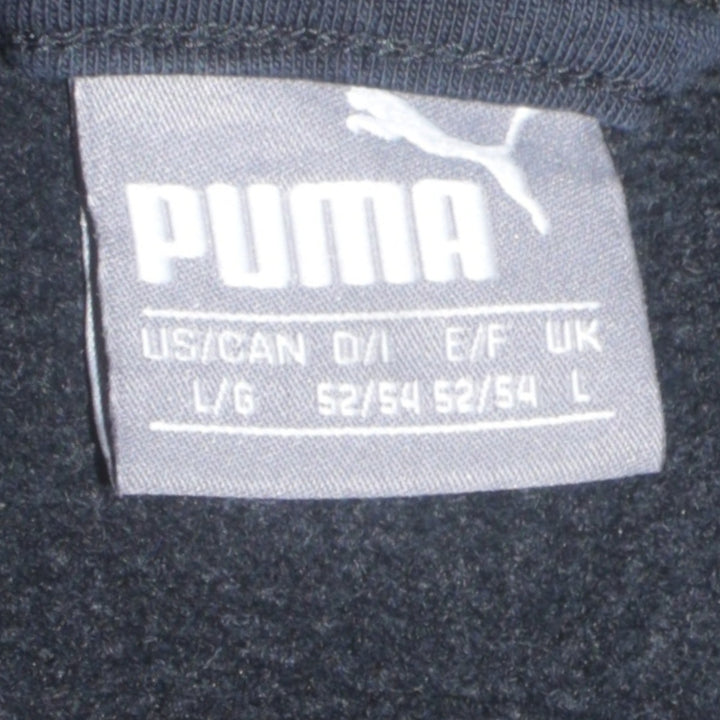 PUMA
US/CAN D/I E/F UK
L/G 52/54 52/54 L